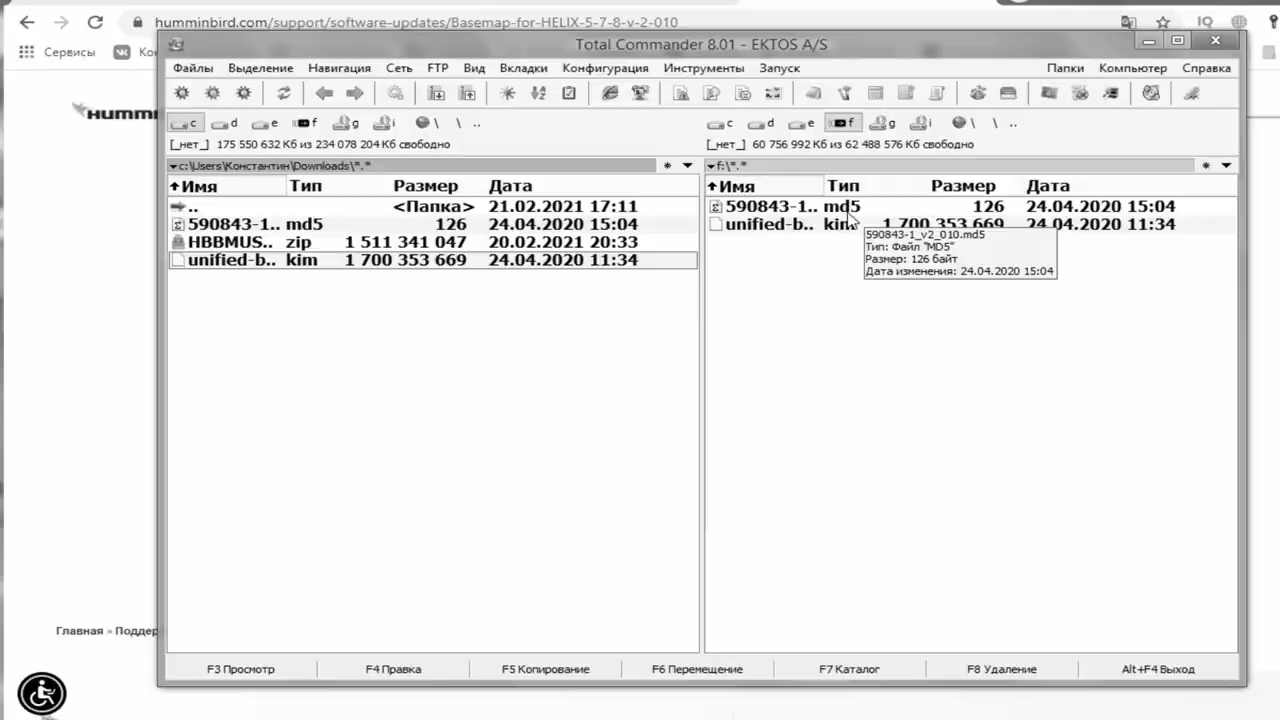 humminbird.com/support/software-updates/Basemap-for-HELIX-5-7-8-v-2-010
IQ
Сервисы
Total Commander 8.01 - EKTOS A/S
Файлы Выделение Навигация Сеть FTP Вид Вкладки Конфигурация Инструменты Запуск Папки Компьютер Справка
c d e f g i \ ..
c d e f g i \ ..
[_нет_] 175 550 632 Кб из 234 078 204 Кб свободно
[_нет_] 60 756 992 Кб из 62 488 576 Кб свободно
c:\Users\Константин\Downloads\*.*
* 
f:\*.*
*
Имя Тип Размер Дата
.. <Папка> 21.02.2021 17:11
590843-1.. md5 126 24.04.2020 15:04
HBBMUS.. zip 1 511 341 047 20.02.2021 20:33
unified-b.. kim 1 700 353 669 24.04.2020 11:34
Имя Тип Размер Дата
590843-1.. md5 126 24.04.2020 15:04
unified-b.. kim 1 700 353 669 24.04.2020 11:34
590843-1_v2_010.md5
Тип: Файл "MD5"
Размер: 126 байт
Дата изменения: 24.04.2020 15:04
Главная »
F3 Просмотр F4 Правка F5 Копирование F6 Перемещение F7 Каталог F8 Удаление Alt+F4 Выход